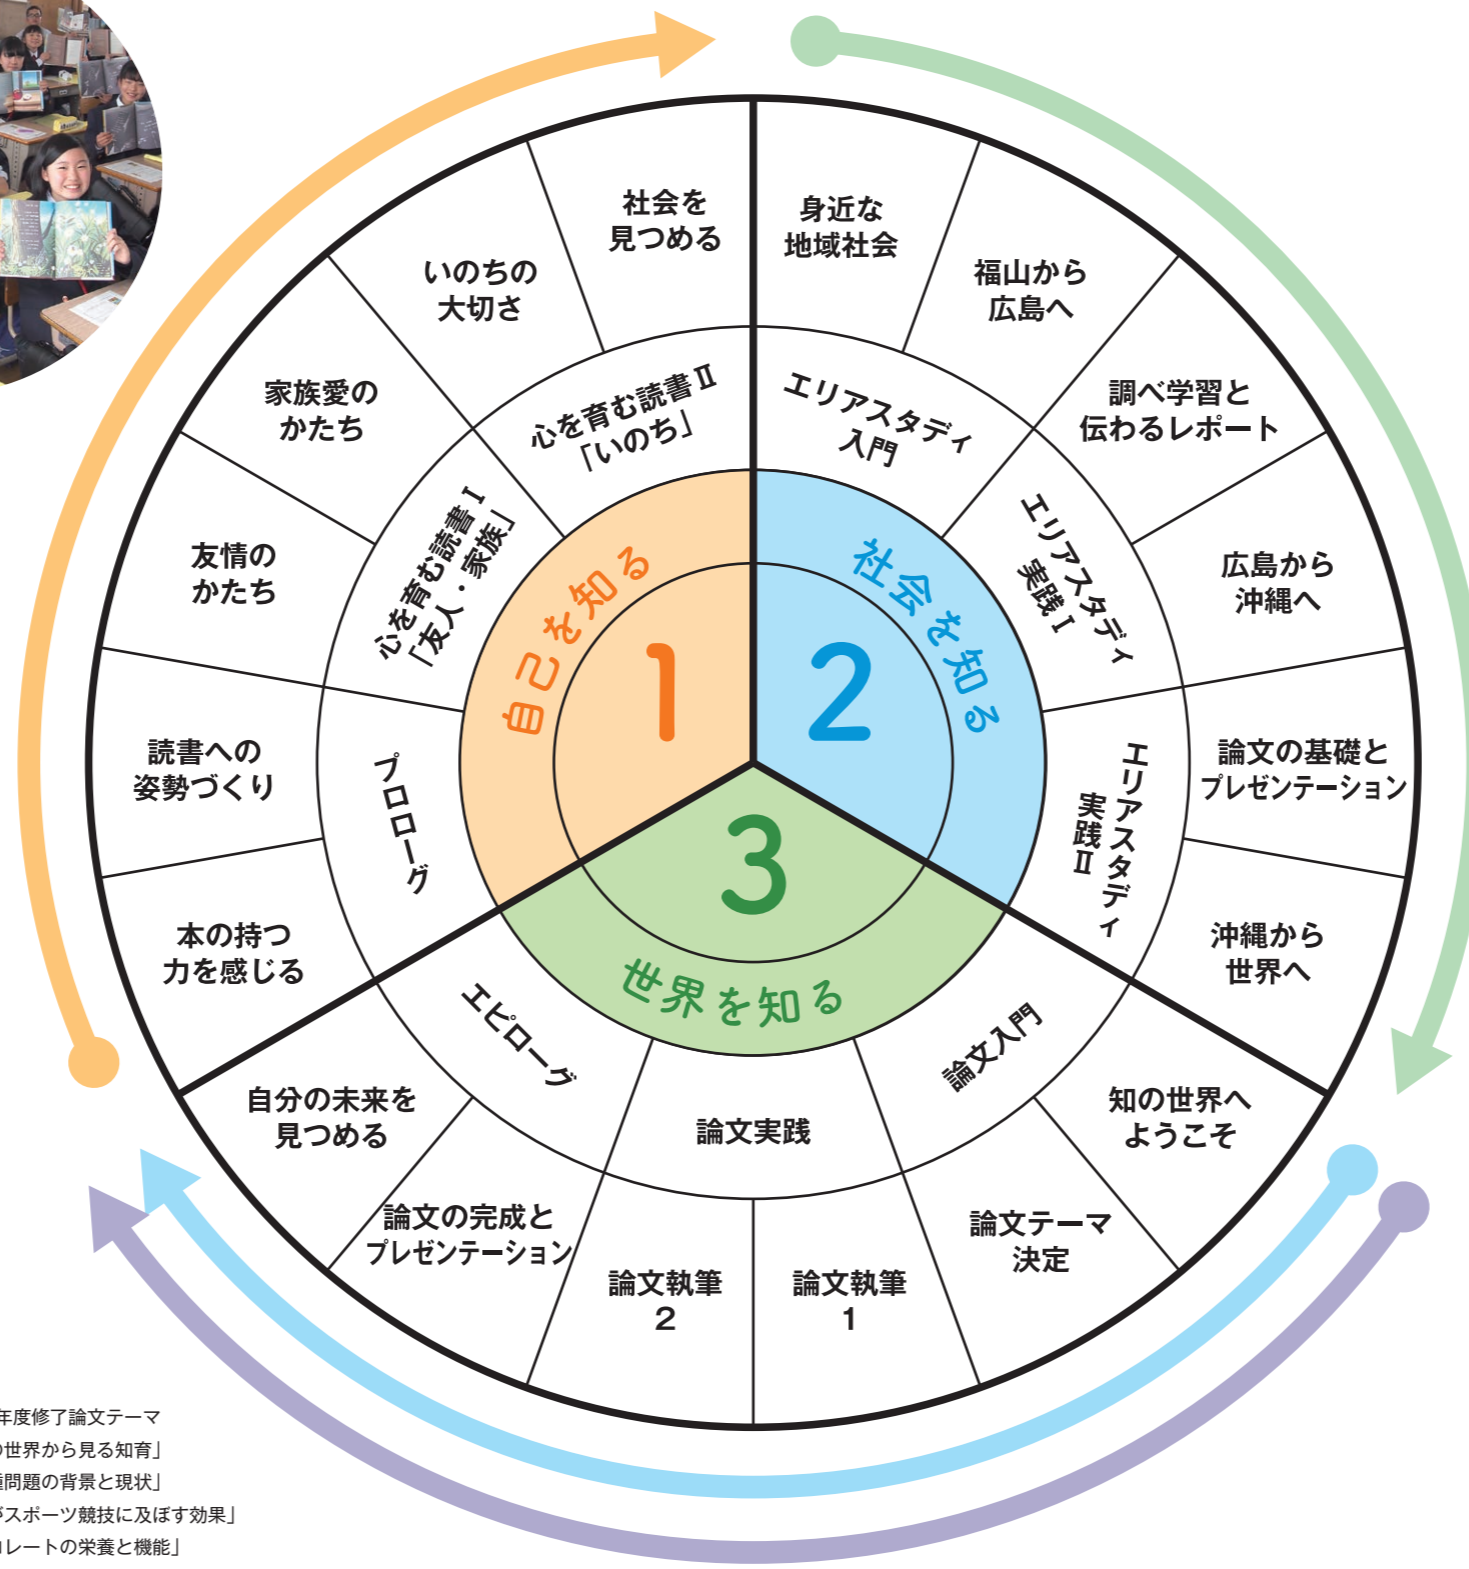 1
自己を知る
プロローグ
本の持つ
力を感じる
読書への
姿勢づくり
心を育む読書Ⅰ
「友人・家族」
友情の
かたち
家族愛の
かたち
心を育む読書Ⅱ
「いのち」
いのちの
大切さ
社会を
見つめる
2
社会を知る
エリアスタディ
入門
身近な
地域社会
福山から
広島へ
エリアスタディ
実践Ⅰ
調べ学習と
伝わるレポート
広島から
沖縄へ
エリアスタディ
実践Ⅱ
論文の基礎と
プレゼンテーション
沖縄から
世界へ
3
世界を知る
論文入門
知の世界へ
ようこそ
論文テーマ
決定
論文実践
論文執筆
1
論文執筆
2
エピローグ
論文の完成と
プレゼンテーション
自分の未来を
見つめる
年度修了論文テーマ
世界から見る知育」
問題の背景と現状」
スポーツ競技に及ぼす効果」
レートの栄養と機能」